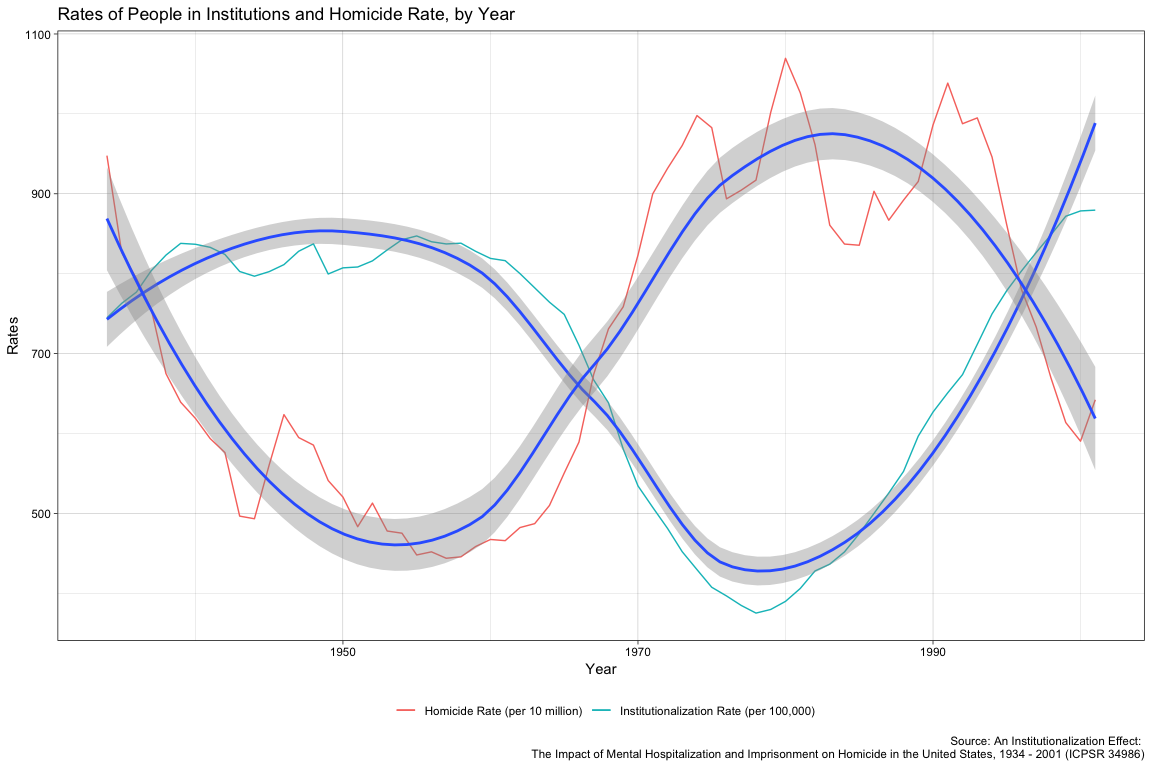 Rates of People in Institutions and Homicide Rate, by Year
1100
900
700
500
Rates
1950 1970 1990
Year
Homicide Rate (per 10 million) Institutionalization Rate (per 100,000)
Source: An Institutionalization Effect:
The Impact of Mental Hospitalization and Imprisonment on Homicide in the United States, 1934 - 2001 (ICPSR 34986)